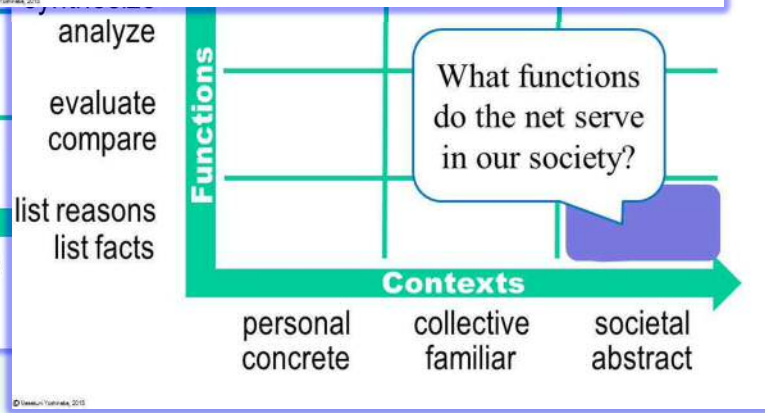 analyze
evaluate
compare
list reasons
list facts
Functions
What functions
do the net serve
in our society?
Contexts
personal
concrete
collective
familiar
societal
abstract